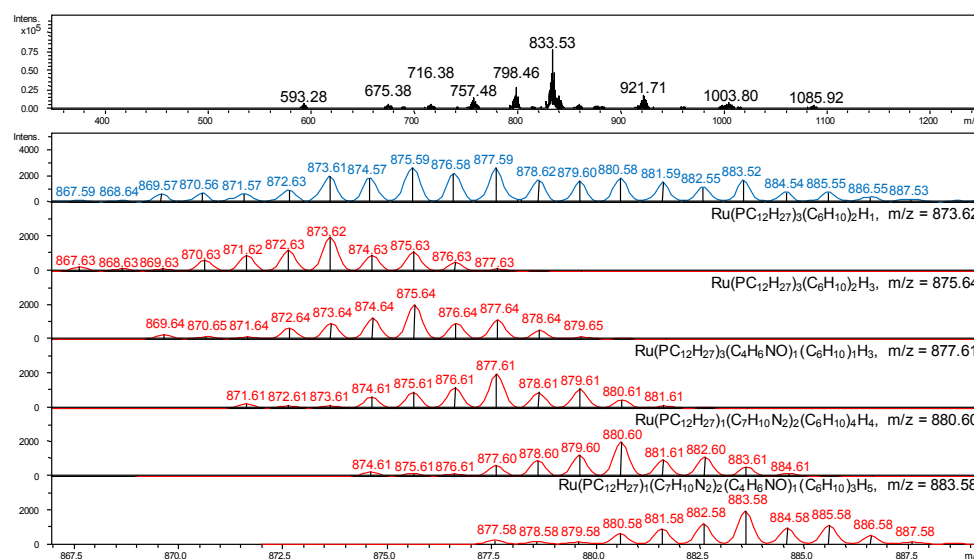 Intens.
x10⁵
0.75
0.50
0.25
0.00
593.28 675.38 716.38 757.48 798.46 833.53 921.71 1003.80 1085.92
400 500 600 700 800 900 1000 1100 1200
Intens.
4000
2000
0
867.59 868.64 869.57 870.56 871.57 872.63 873.61 874.57 875.59 876.58 877.59 878.62 879.60 880.58 881.59 882.55 883.52 884.54 885.55 886.55 887.53
Ru(PC₁₂H₂₇)₃(C₆H₁₀)₂H₁, m/z = 873.62
2000
0
867.63 868.63 869.63 870.63 871.62 872.63 873.62 874.63 875.63 876.63 877.63
Ru(PC₁₂H₂₇)₃(C₆H₁₀)₂H₃, m/z = 875.64
2000
0
869.64 870.65 871.64 872.64 873.64 874.64 875.64 876.64 877.64 878.64 879.65
Ru(PC₁₂H₂₇)₃(C₄H₆NO)₁(C₆H₁₀)₁H₃, m/z = 877.61
2000
0
871.61 872.61 873.61 874.61 875.61 876.61 877.61 878.61 879.61 880.61 881.61
Ru(PC₁₂H₂₇)₁(C₇H₁₀N₂)₂(C₆H₁₀)₄H₄, m/z = 880.60
2000
0
874.61 875.61 876.61 877.60 878.60 879.60 880.60 881.61 882.60 883.61 884.61
Ru(PC₁₂H₂₇)₁(C₇H₁₀N₂)₂(C₄H₆NO)₁(C₆H₁₀)₃H₅, m/z = 883.58
2000
0
877.58 878.58 879.58 880.58 881.58 882.58 883.58 884.58 885.58 886.58 887.58
867.5 870.0 872.5 875.0 877.5 880.0 882.5 885.0 887.5